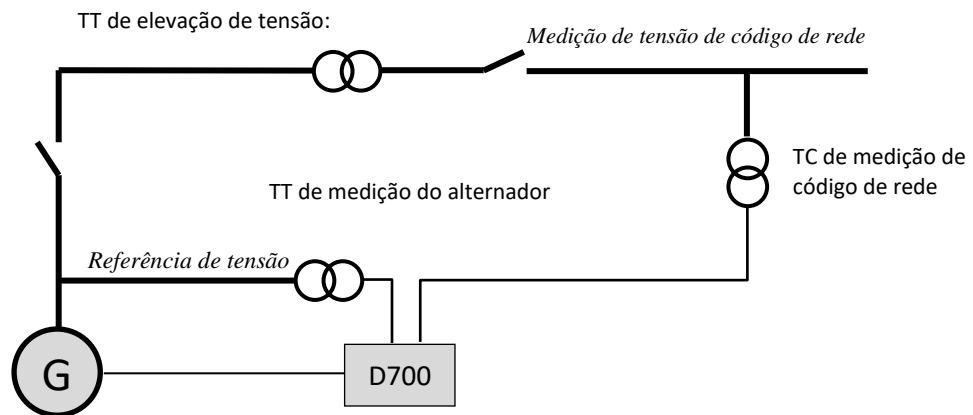 TT de elevação de tensão:
Medição de tensão de código de rede
TC de medição de
código de rede
TT de medição do alternador
Referência de tensão
G
D700